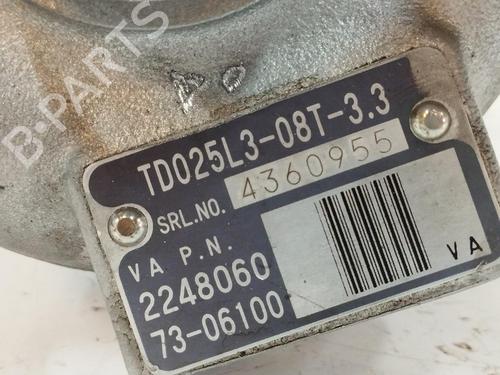 B-PARTS
TD025L3-08T-3.3
SRL.NO. 4360955
VA P.N.
2248060
73-06100
VA